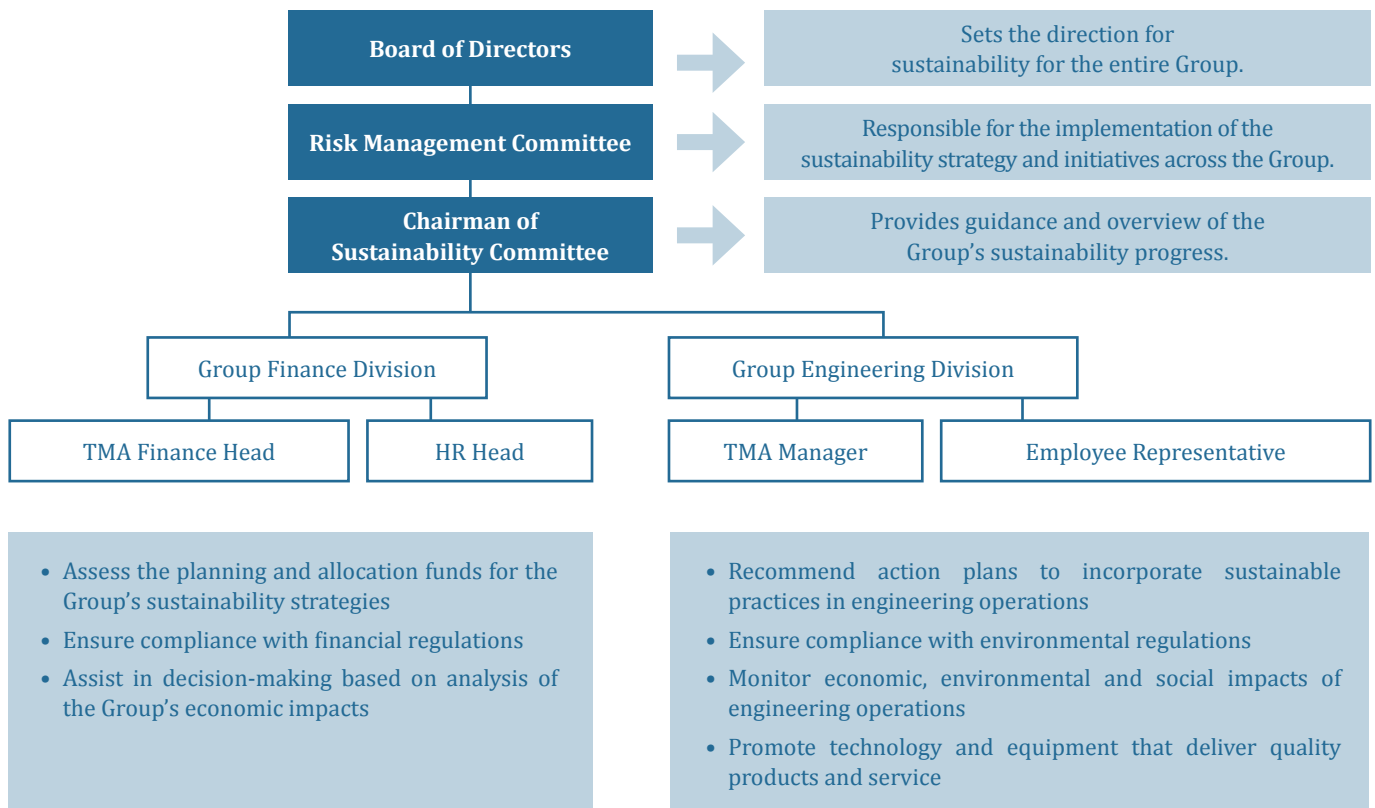 Board of Directors
Sets the direction for
sustainability for the entire Group.
Risk Management Committee
Responsible for the implementation of the
sustainability strategy and initiatives across the Group.
Chairman of
Sustainability Committee
Provides guidance and overview of the
Group's sustainability progress.
Group Finance Division
Group Engineering Division
TMA Finance Head
HR Head
TMA Manager
Employee Representative
• Assess the planning and allocation funds for the
Group's sustainability strategies
• Ensure compliance with financial regulations
• Assist in decision-making based on analysis of
the Group's economic impacts
• Recommend action plans to incorporate sustainable
practices in engineering operations
• Ensure compliance with environmental regulations
• Monitor economic, environmental and social impacts of
engineering operations
• Promote technology and equipment that deliver quality
products and service